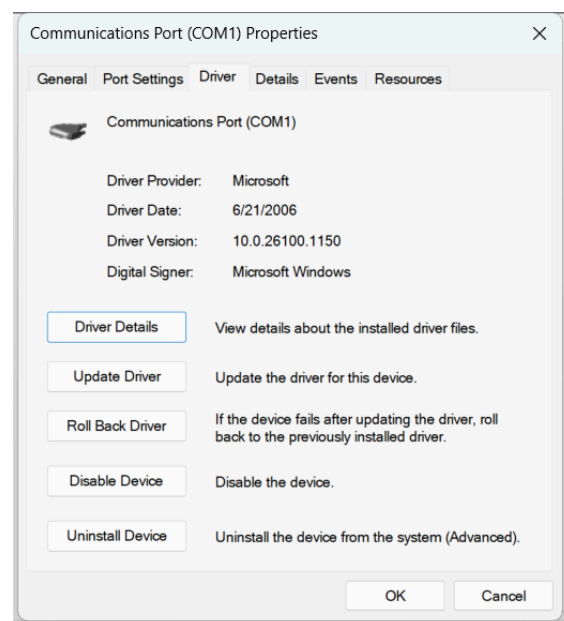 Communications Port (COM1) Properties
General Port Settings Driver Details Events Resources
Communications Port (COM1)
Driver Provider: Microsoft
Driver Date: 6/21/2006
Driver Version: 10.0.26100.1150
Digital Signer: Microsoft Windows
Driver Details View details about the installed driver files.
Update Driver Update the driver for this device.
Roll Back Driver If the device fails after updating the driver, roll
back to the previously installed driver.
Disable Device Disable the device.
Uninstall Device Uninstall the device from the system (Advanced).
OK Cancel